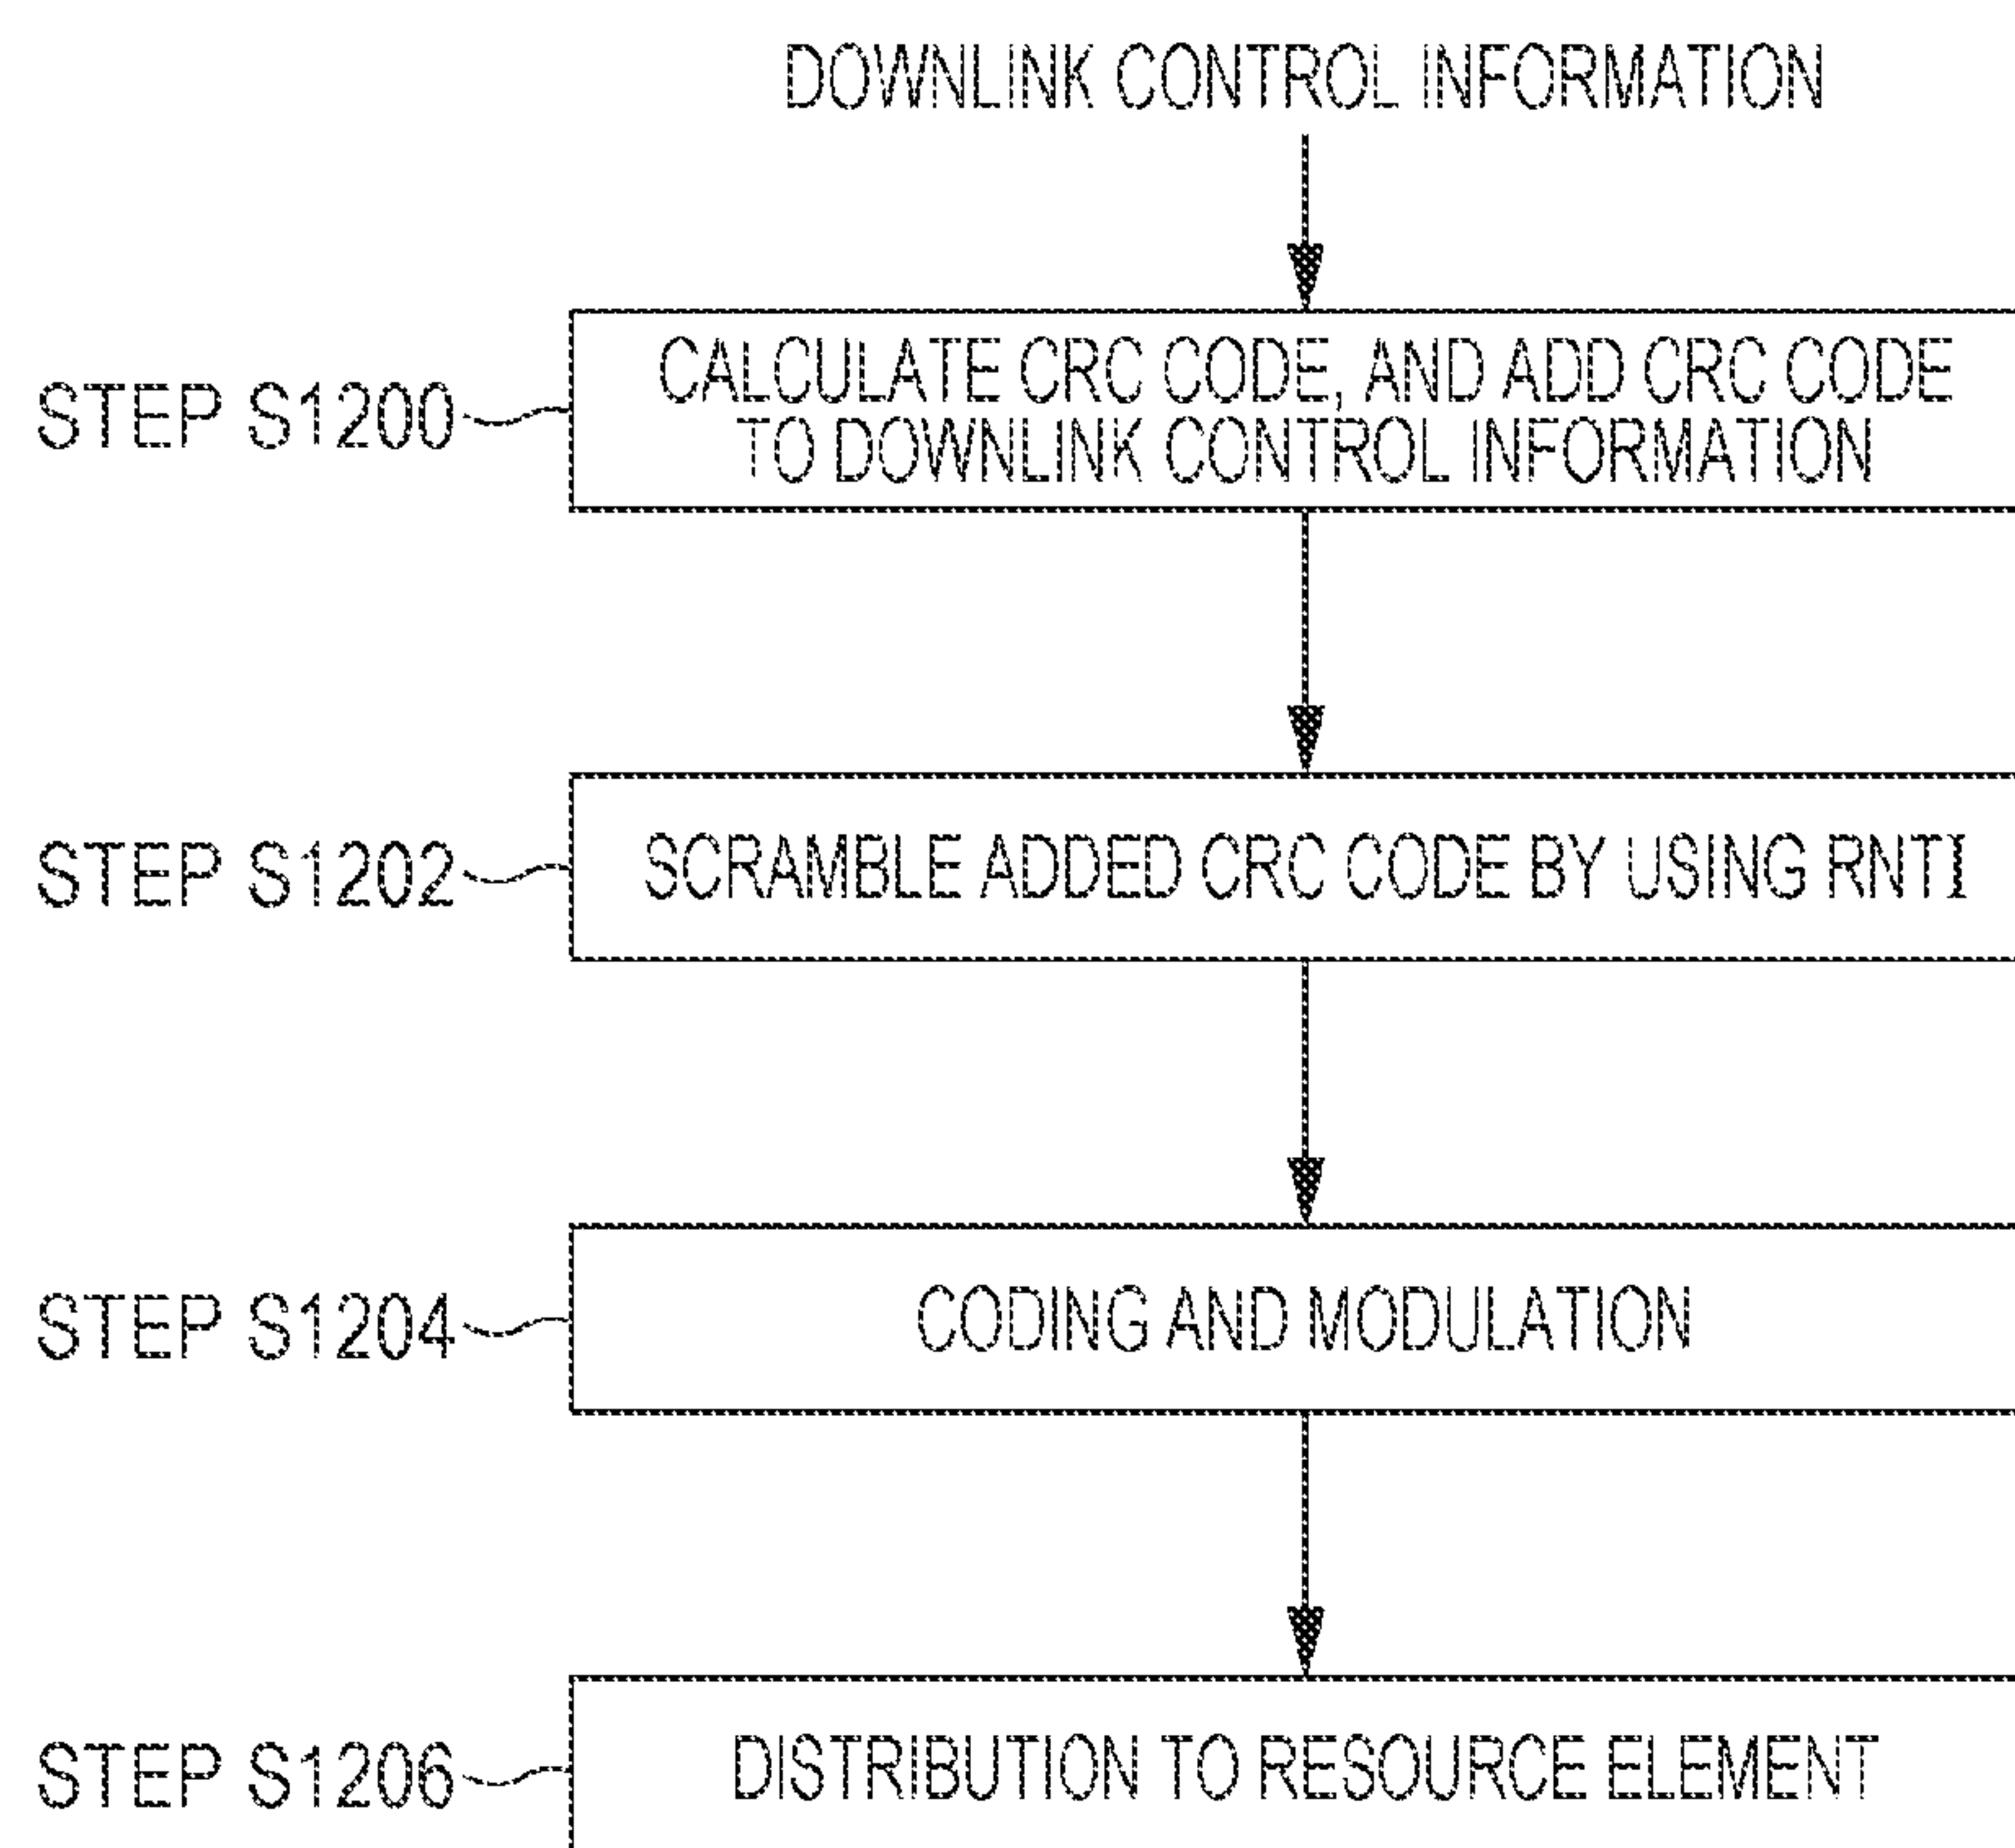 DOWNLINK CONTROL INFORMATION
STEP S1200
CALCULATE CRC CODE, AND ADD CRC CODE
TO DOWNLINK CONTROL INFORMATION
STEP S1202
SCRAMBLE ADDED CRC CODE BY USING RNTI
STEP S1204
CODING AND MODULATION
STEP S1206
DISTRIBUTION TO RESOURCE ELEMENT